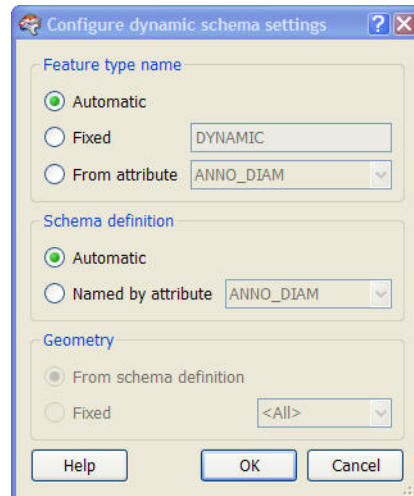 Configure dynamic schema settings
Feature type name
Automatic
Fixed DYNAMIC
From attribute ANNO_DIAM
Schema definition
Automatic
Named by attribute ANNO_DIAM
Geometry
From schema definition
Fixed <All>
Help OK Cancel